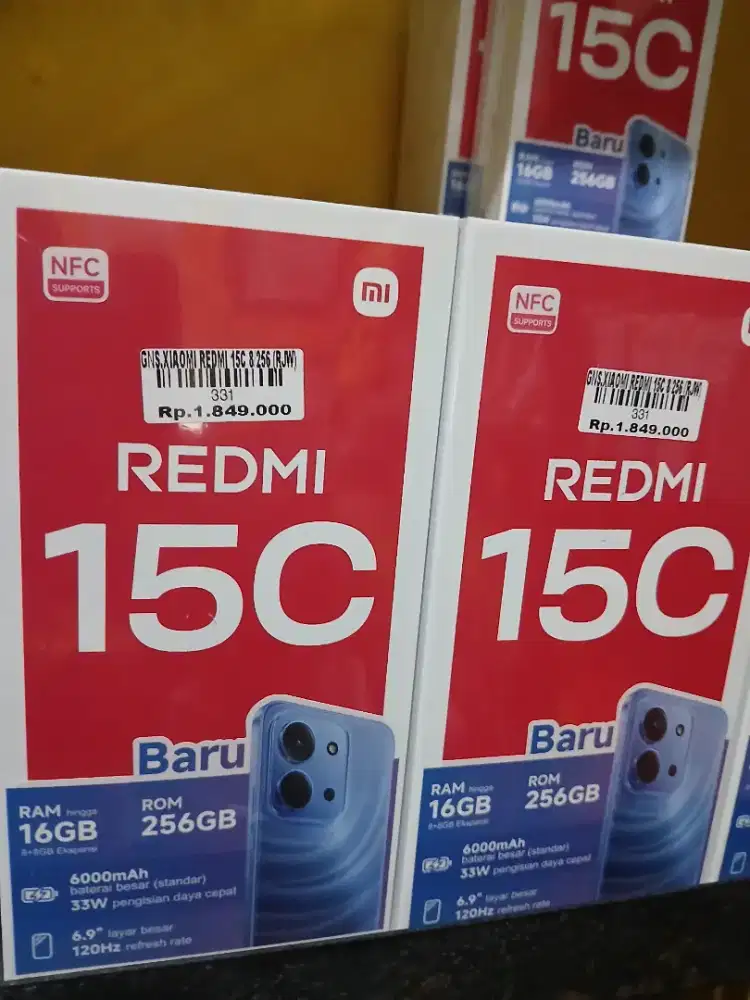 15C
Baru
RAM
16GB
ROM
256GB
NFC
SUPPORTS
mi
GNS.XIAOMI REDMI 15C 8/256 (RJW)
331
Rp.1.849.000
REDMI
15C
Baru
RAM hingga
16GB
8+8GB Ekspansi
ROM
256GB
6000mAh
baterai besar (standar)
33W pengisian daya cepat
6.9" layar besar
120Hz refresh rate
NFC
SUPPORTS
GNS.XIAOMI REDMI 15C 8/256 (RJW)
331
Rp.1.849.000
REDMI
15C
Baru
RAM hingga
16GB
8+8GB Ekspansi
ROM
256GB
6000mAh
baterai besar (standar)
33W pengisian daya cepat
6.9" layar besar
120Hz refresh rate